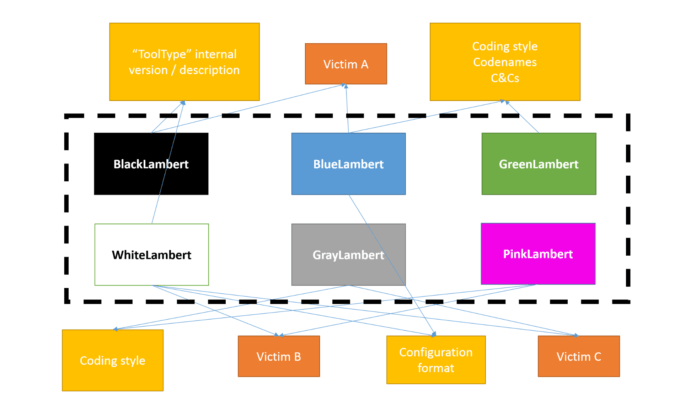 "ToolType" internal
version / description
Victim A
Coding style
Codenames
C&Cs
BlackLambert
BlueLambert
GreenLambert
WhiteLambert
GrayLambert
PinkLambert
Coding style
Victim B
Configuration
format
Victim C